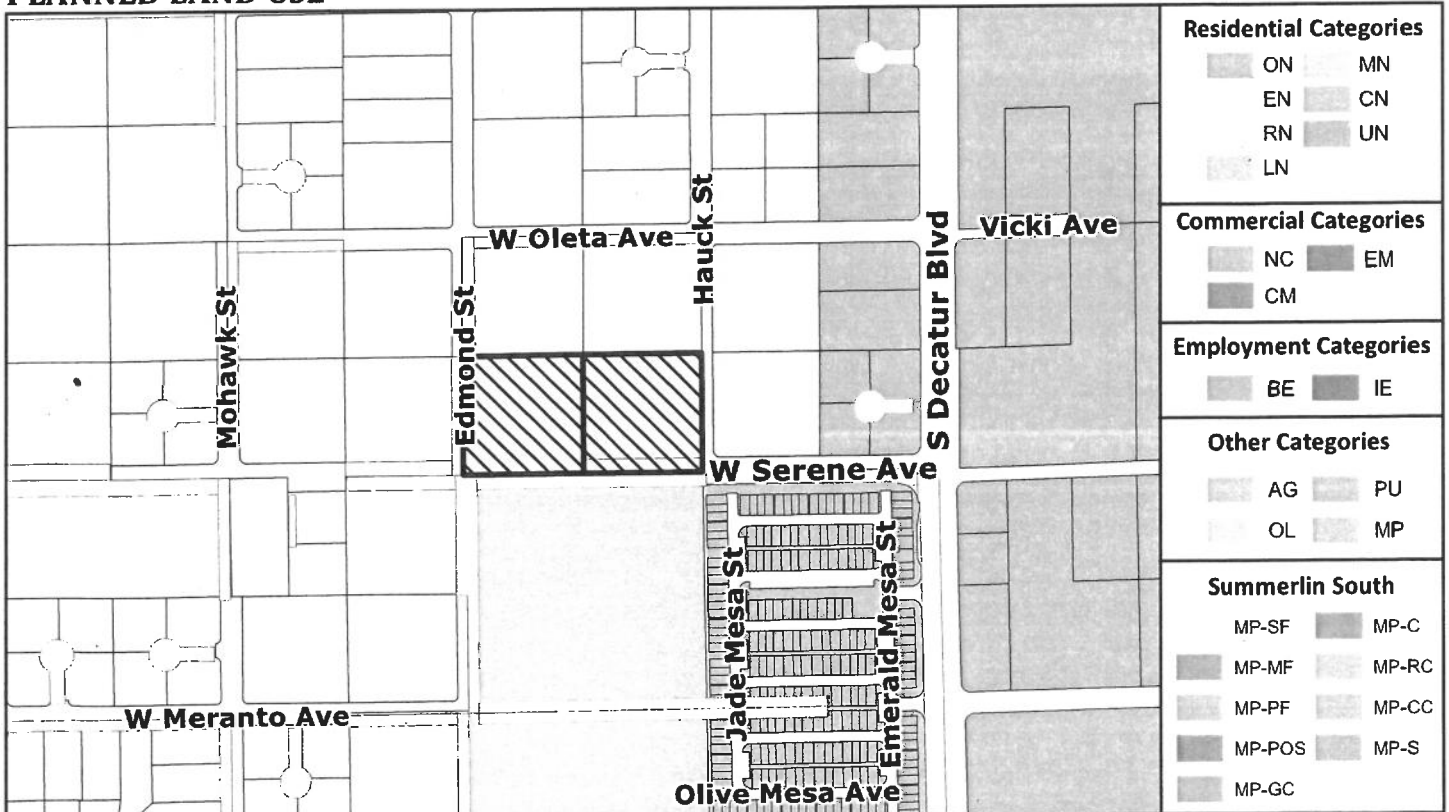 PLANNED LAND USE
W Oleta Ave
Vicki Ave
Hauck St
S Decatur Blvd
Mohawk St
Edmond St
W Serene Ave
Jade Mesa St
Emerald Mesa St
W Meranto Ave
Olive Mesa Ave
Residential Categories
ON MN
EN CN
RN UN
LN
Commercial Categories
NC EM
CM
Employment Categories
BE IE
Other Categories
AG PU
OL MP
Summerlin South
MP-SF MP-C
MP-MF MP-RC
MP-PF MP-CC
MP-POS MP-S
MP-GC